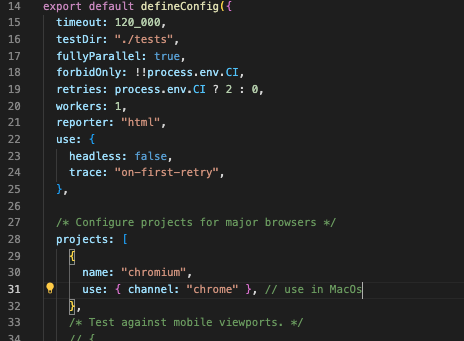 14 export default defineConfig({
15 timeout: 120_000,
16 testDir: "./tests",
17 fullyParallel: true,
18 forbidOnly: !!process.env.CI,
19 retries: process.env.CI ? 2 : 0,
20 workers: 1,
21 reporter: "html",
22 use: {
23 headless: false,
24 trace: "on-first-retry",
25 },
26
27 /* Configure projects for major browsers */
28 projects: [
29 {
30 name: "chromium",
31 use: { channel: "chrome" }, // use in MacOs
32 },
33 /* Test against mobile viewports. */
34 // {